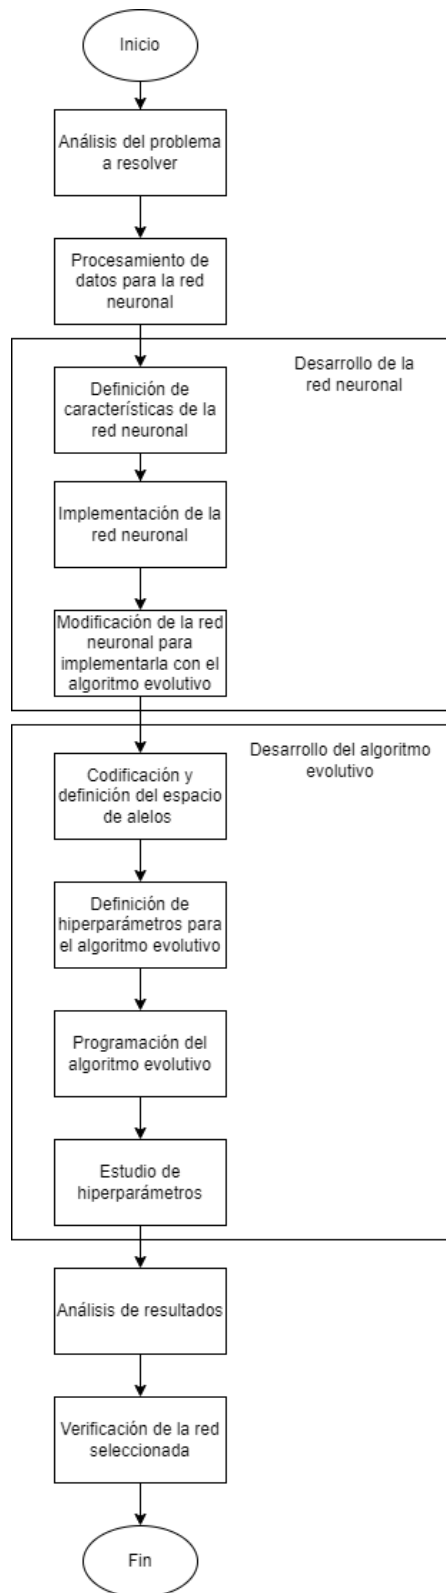 Inicio
Análisis del problema
a resolver
Procesamiento de
datos para la red
neuronal
Desarrollo de la
red neuronal
Definición de
características de la
red neuronal
Implementación de la
red neuronal
Modificación de la red
neuronal para
implementarla con el
algoritmo evolutivo
Desarrollo del algoritmo
evolutivo
Codificación y
definición del espacio
de alelos
Definición de
hiperparámetros para
el algoritmo evolutivo
Programación del
algoritmo evolutivo
Estudio de
hiperparámetros
Análisis de resultados
Verificación de la red
seleccionada
Fin